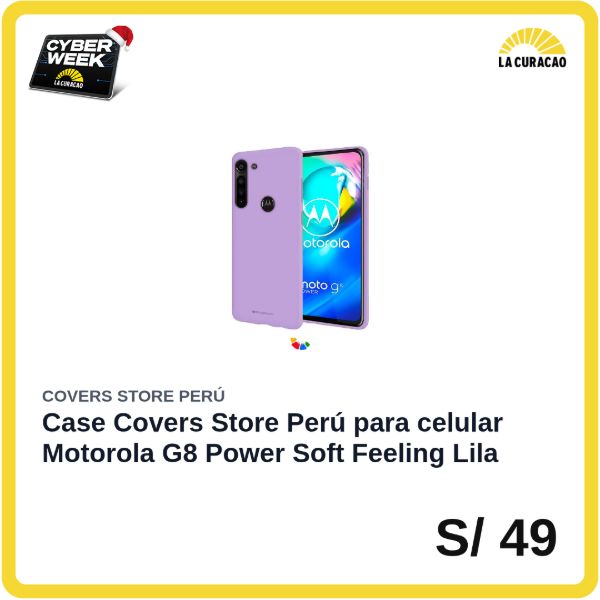 CYBER
WEEK
LA CURACAO
LA CURACAO
motorola
moto g8
POWER
COVERS STORE PERÚ
Case Covers Store Perú para celular
Motorola G8 Power Soft Feeling Lila
S/ 49